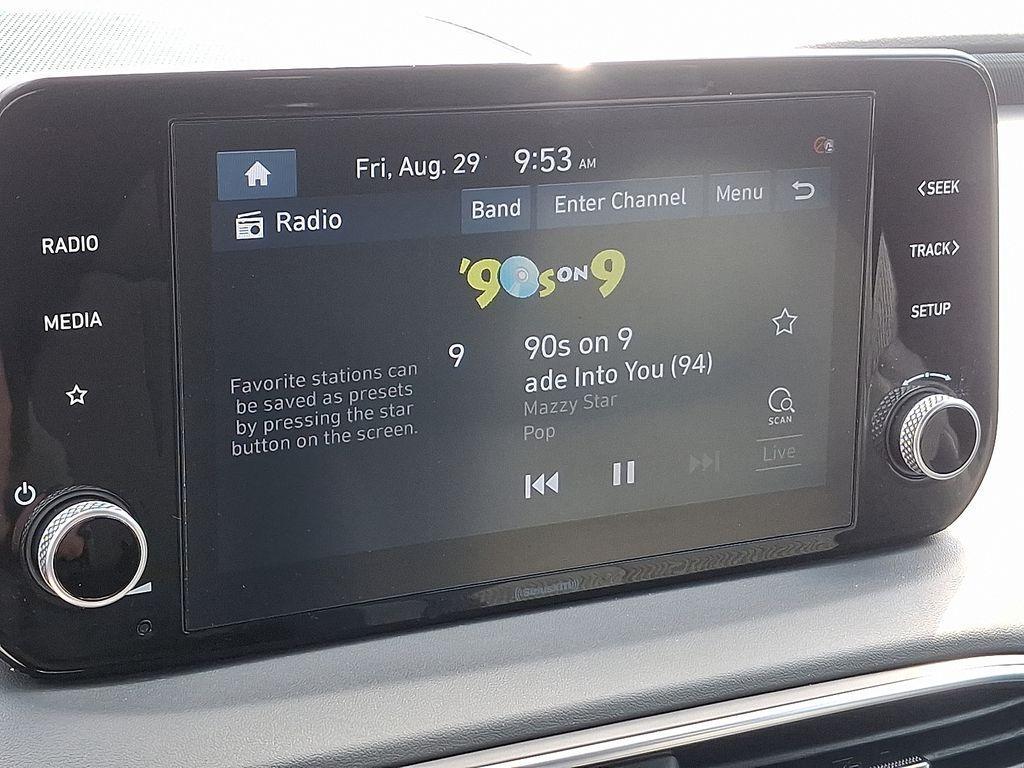 Fri, Aug. 29 9:53 AM
Radio
Band
Enter Channel
Menu
'90s ON 9
9
90s on 9
ade Into You (94)
Mazzy Star
Pop
Favorite stations can
be saved as presets
by pressing the star
button on the screen.
SCAN
Live
RADIO
MEDIA
SEEK
TRACK
SETUP
((SiriusXM))